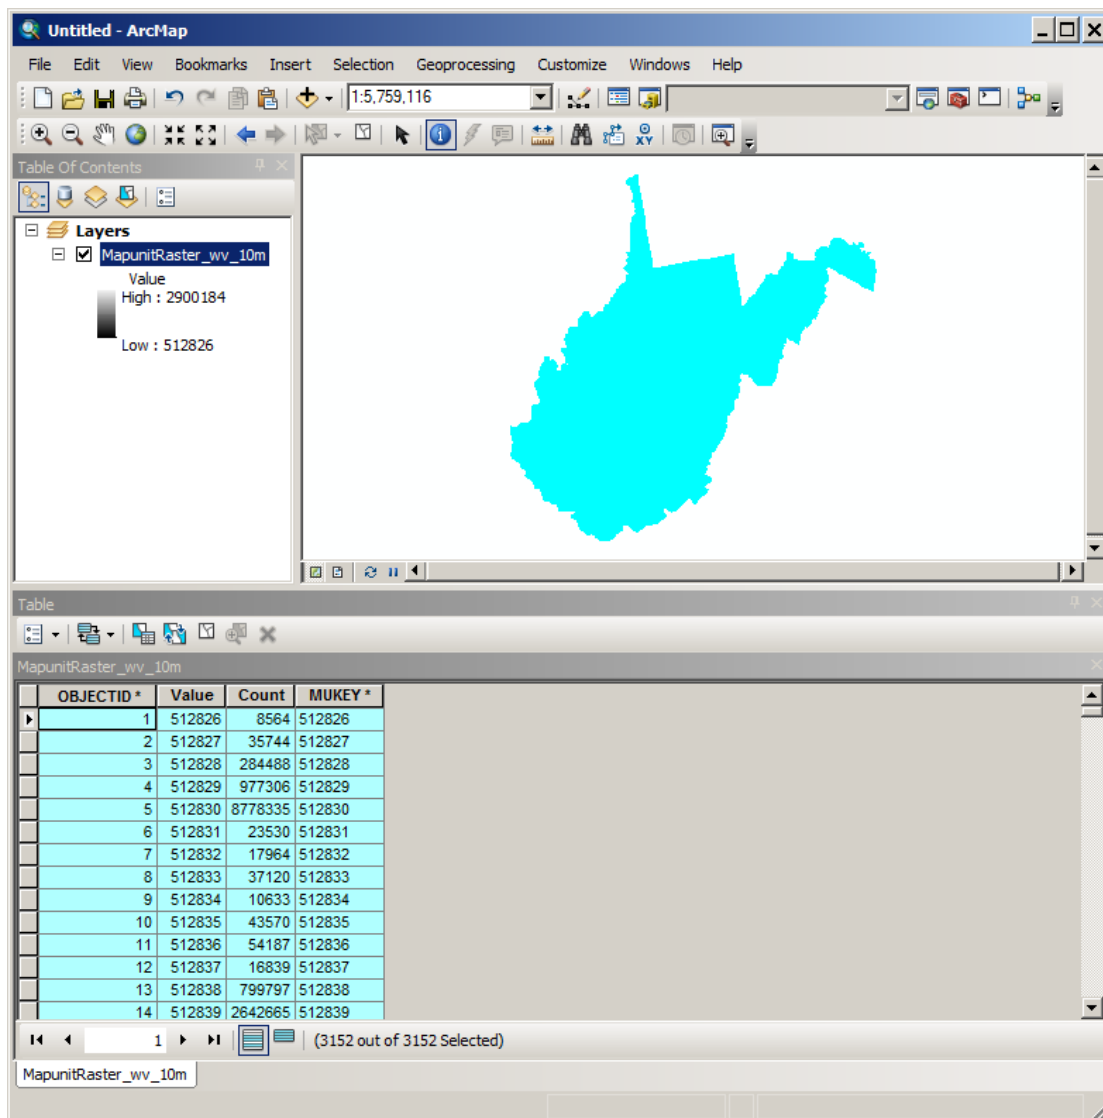 Untitled - ArcMap
File Edit View Bookmarks Insert Selection Geoprocessing Customize Windows Help
1:5,759,116
XY
Table Of Contents
Layers
MapunitRaster_wv_10m
Value
High : 2900184
Low : 512826
Table
MapunitRaster_wv_10m
OBJECTID * Value Count MUKEY *
1 512826 8564 512826
2 512827 35744 512827
3 512828 284488 512828
4 512829 977306 512829
5 512830 8778335 512830
6 512831 23530 512831
7 512832 17964 512832
8 512833 37120 512833
9 512834 10633 512834
10 512835 43570 512835
11 512836 54187 512836
12 512837 16839 512837
13 512838 799797 512838
14 512839 2642665 512839
1 (3152 out of 3152 Selected)
MapunitRaster_wv_10m